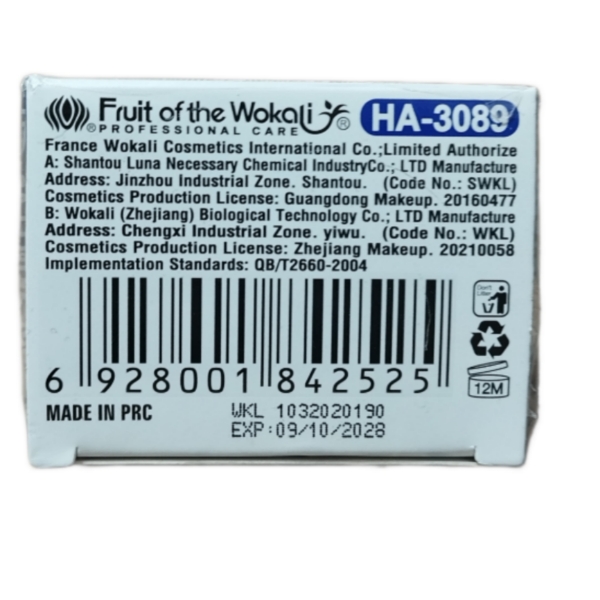 Fruit of the Wokali ® HA-3089
® PROFESSIONAL CARE
France Wokali Cosmetics International Co.;Limited Authorize
A: Shantou Luna Necessary Chemical IndustryCo.; LTD Manufacture
Address: Jinzhou Industrial Zone. Shantou. (Code No.: SWKL)
Cosmetics Production License: Guangdong Makeup. 20160477
B: Wokali (Zhejiang) Biological Technology Co.; LTD Manufacture
Address: Chengxi Industrial Zone. yiwu. (Code No.: WKL)
Cosmetics Production License: Zhejiang Makeup. 20210058
Implementation Standards: QB/T2660-2004
Don't Litter
12M
6 928001 842525
MADE IN PRC
WKL 1032020190
EXP:09/10/2028